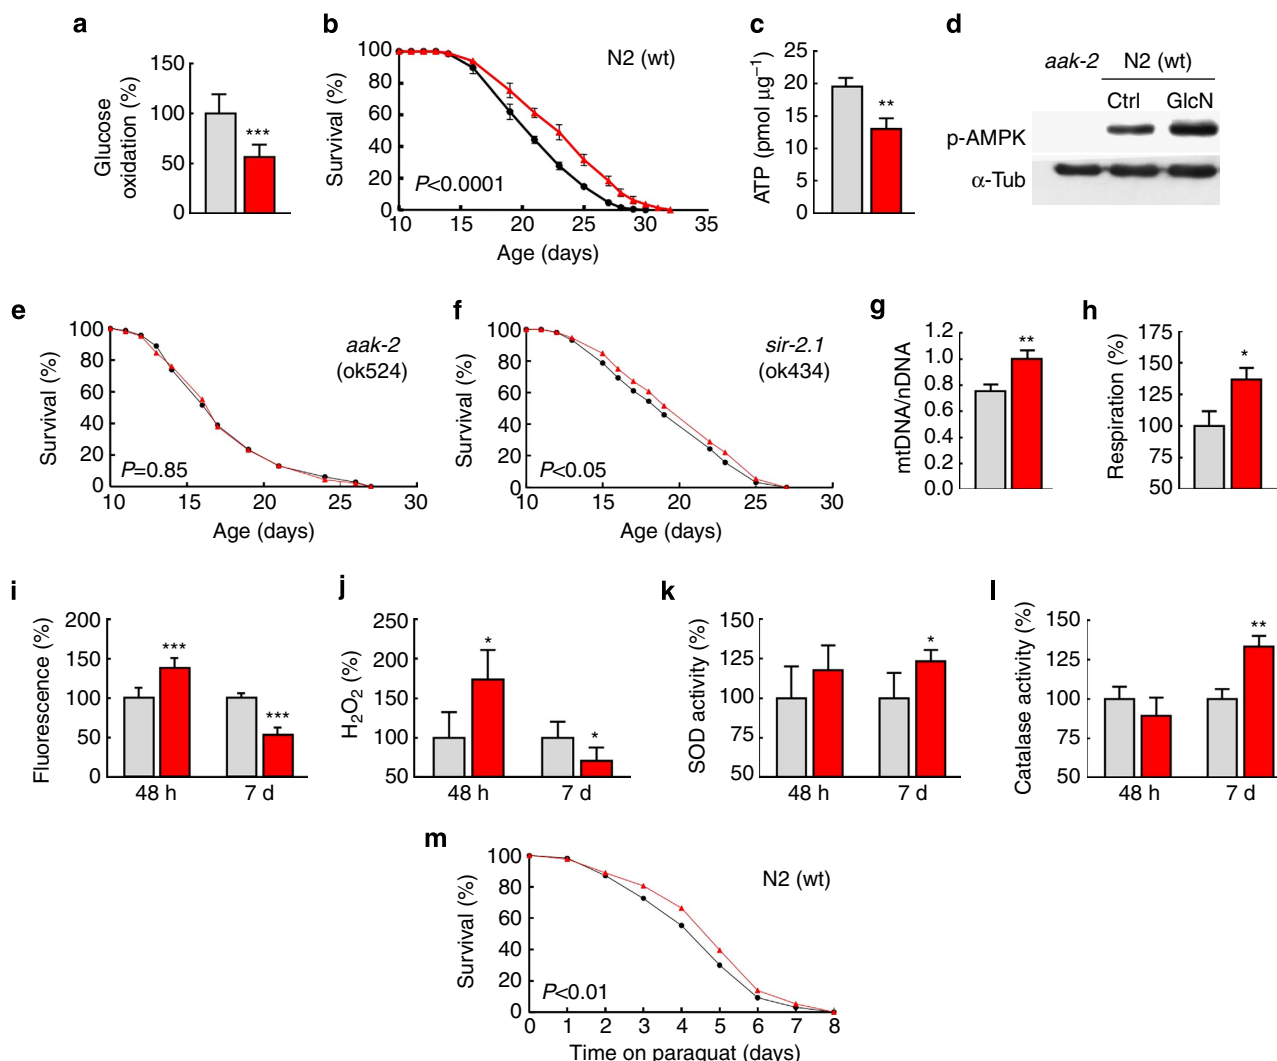 a
Glucose
oxidation (%)
150
100
50
0
***
b
Survival (%)
100
80
60
40
20
0
N2 (wt)
P<0.0001
10 15 20 25 30 35
Age (days)
c
ATP (pmol µg⁻¹)
25
20
15
10
5
0
**
d
aak-2 N2 (wt)
Ctrl GlcN
p-AMPK
α-Tub
e
Survival (%)
100
80
60
40
20
0
aak-2
(ok524)
P=0.85
10 15 20 25 30
Age (days)
f
Survival (%)
100
80
60
40
20
0
sir-2.1
(ok434)
P<0.05
10 15 20 25 30
Age (days)
g
mtDNA/nDNA
1.2
1.0
0.8
0.6
0.4
0.2
0.0
**
h
Respiration (%)
175
150
125
100
75
50
*
i
Fluorescence (%)
200
150
100
50
0
***
***
48 h 7 d
j
H₂O₂ (%)
250
200
150
100
50
*
*
48 h 7 d
k
SOD activity (%)
150
125
100
75
50
*
48 h 7 d
l
Catalase activity (%)
150
125
100
75
50
**
48 h 7 d
m
Survival (%)
100
80
60
40
20
0
N2 (wt)
P<0.01
0 1 2 3 4 5 6 7 8
Time on paraquat (days)